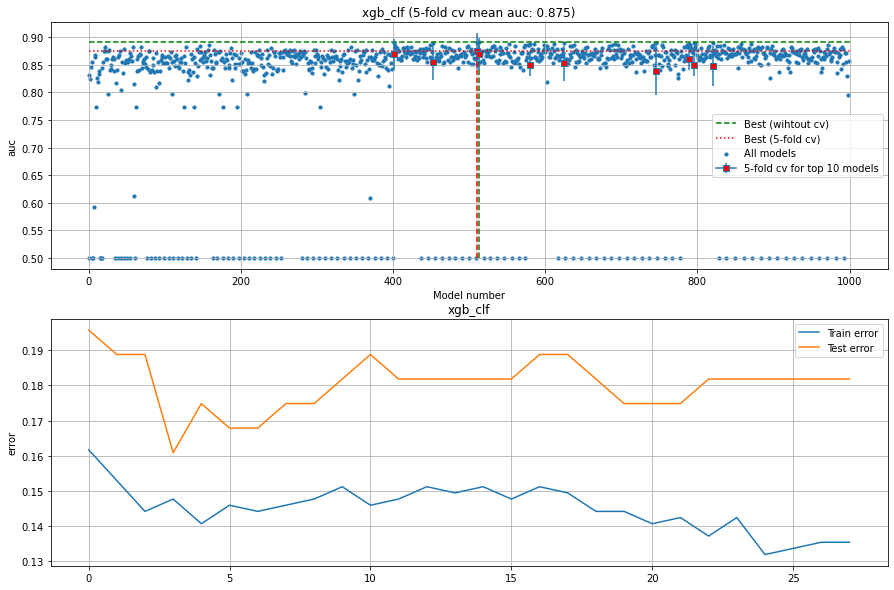 xgb_clf (5-fold cv mean auc: 0.875)
0.90
0.85
0.80
0.75
0.70
0.65
0.60
0.55
0.50
auc
Best (wihtout cv)
Best (5-fold cv)
All models
5-fold cv for top 10 models
0 200 400 600 800 1000
Model number
xgb_clf
0.19
0.18
0.17
0.16
0.15
0.14
0.13
error
Train error
Test error
0 5 10 15 20 25